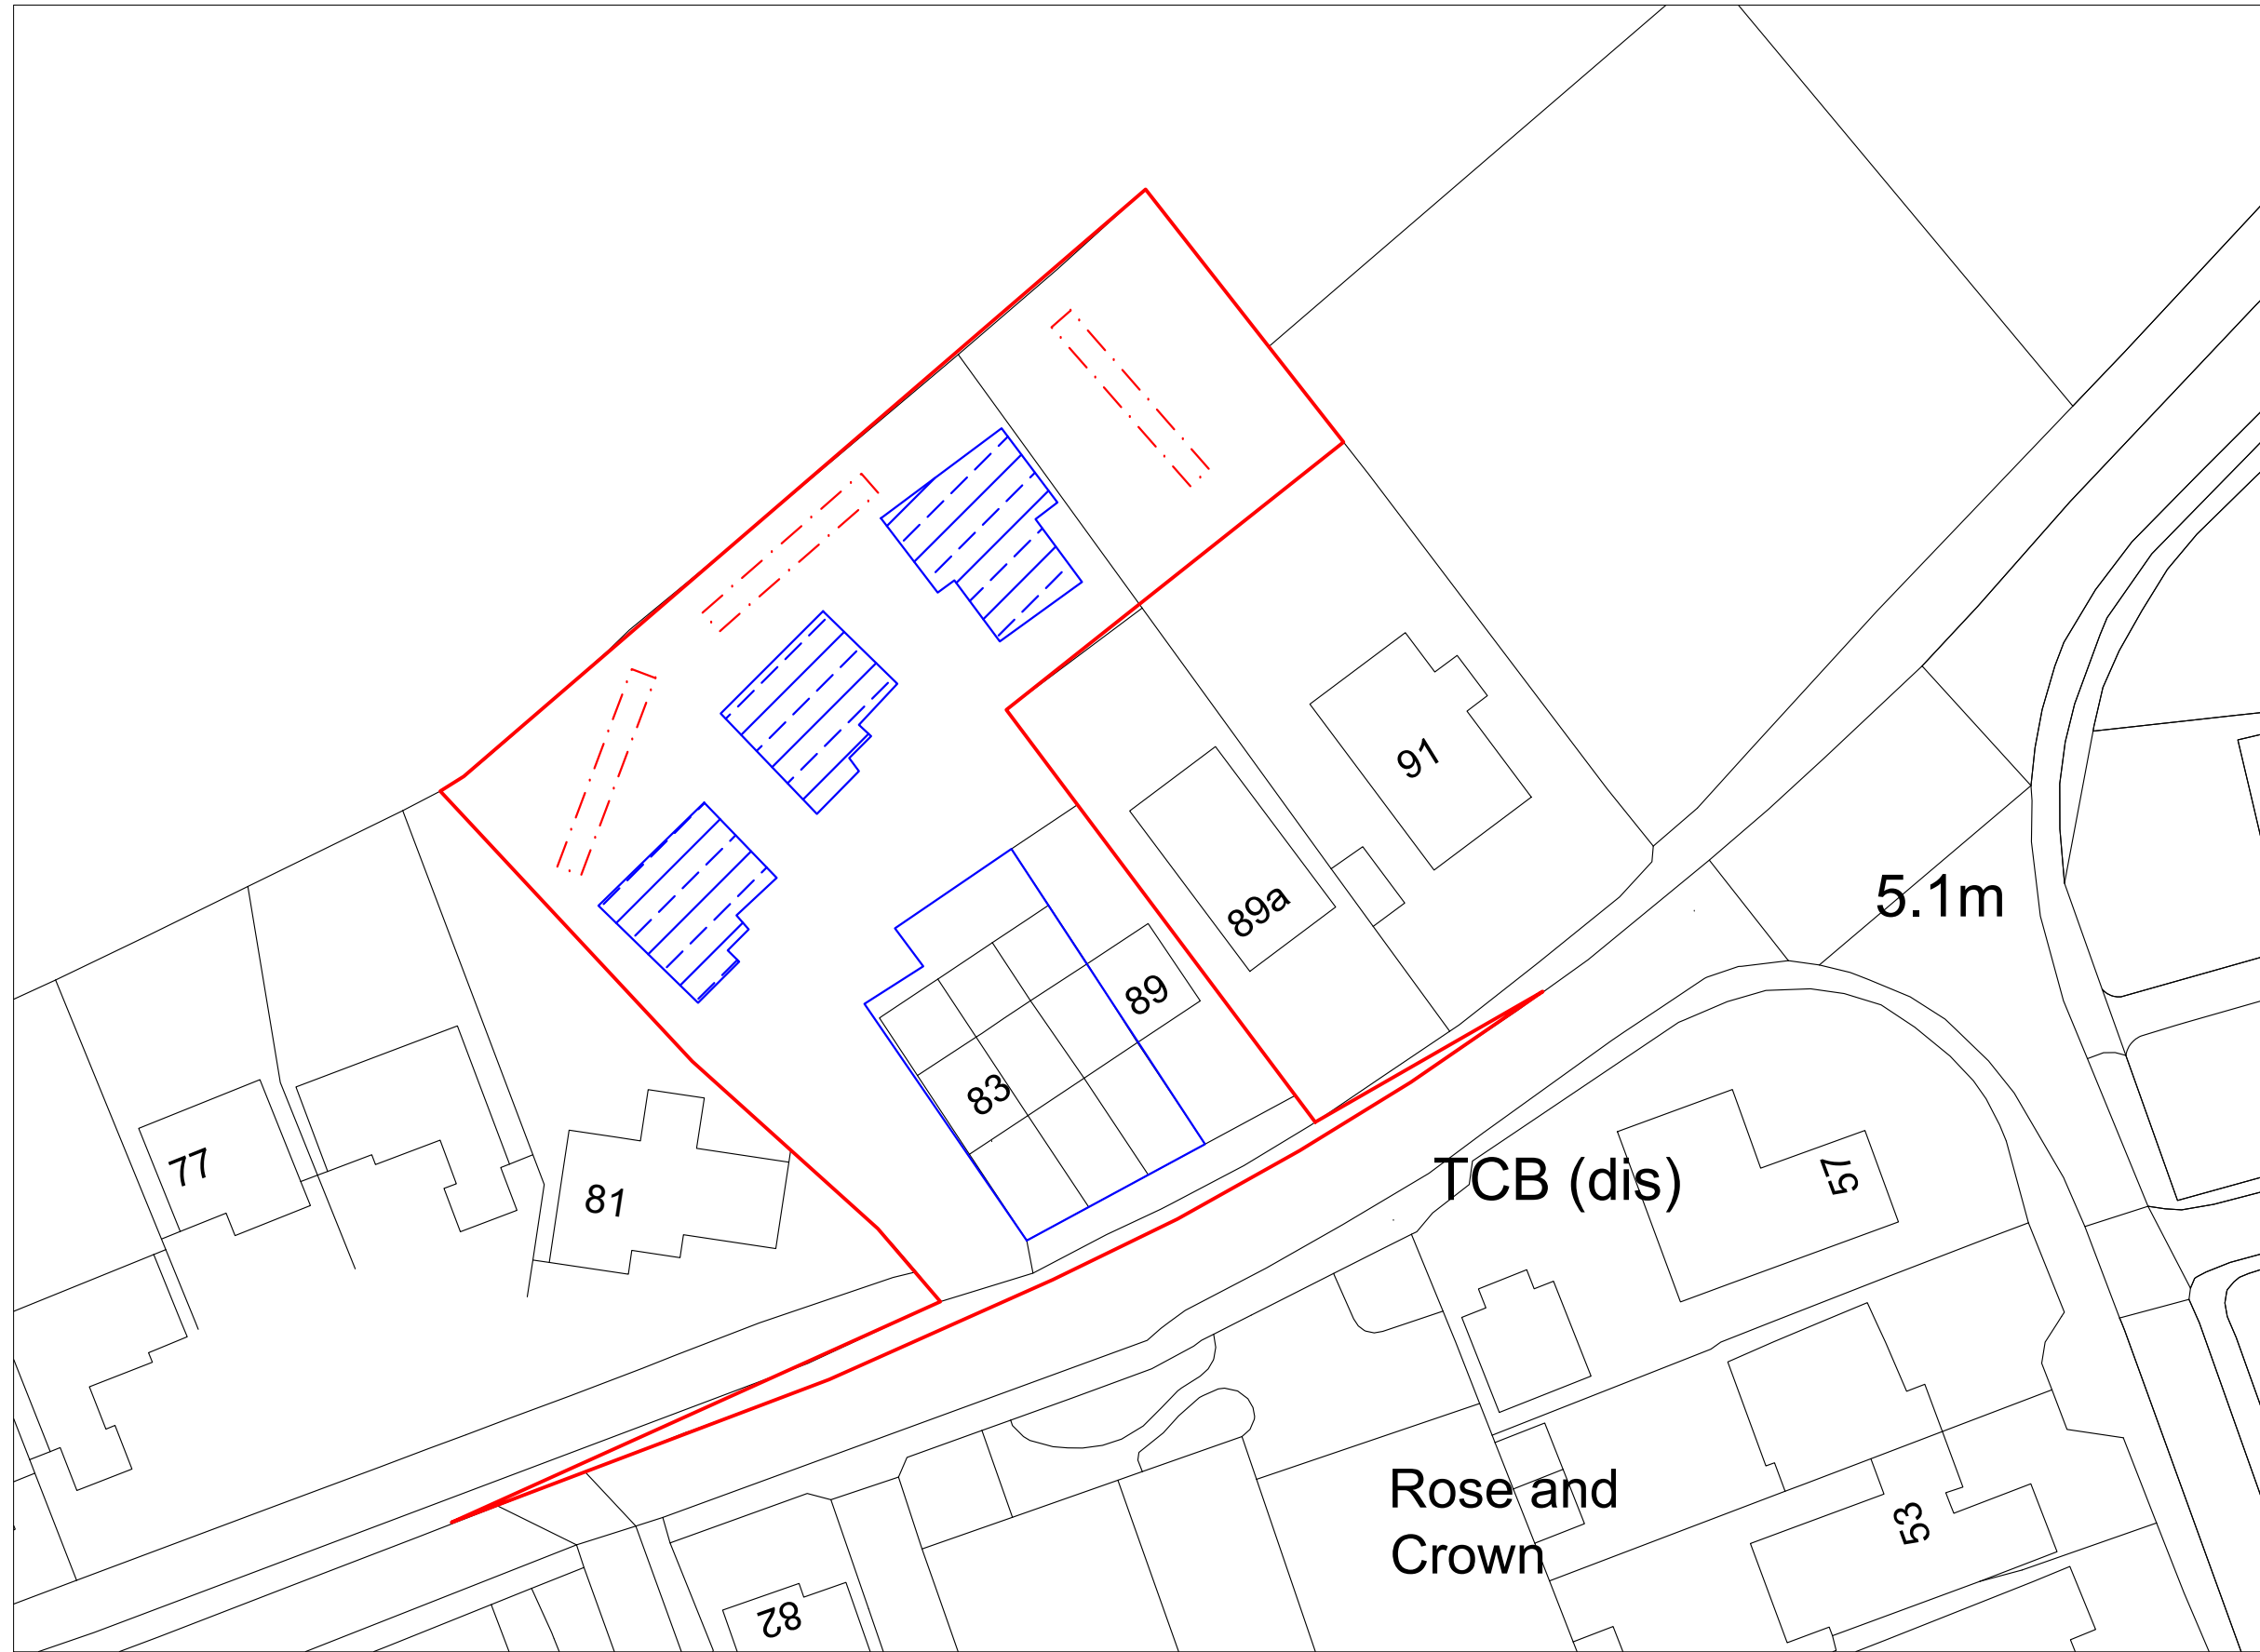 91
89a
5.1m
89
83
77
81
TCB (dis)
57
Rose and
Crown
53
82